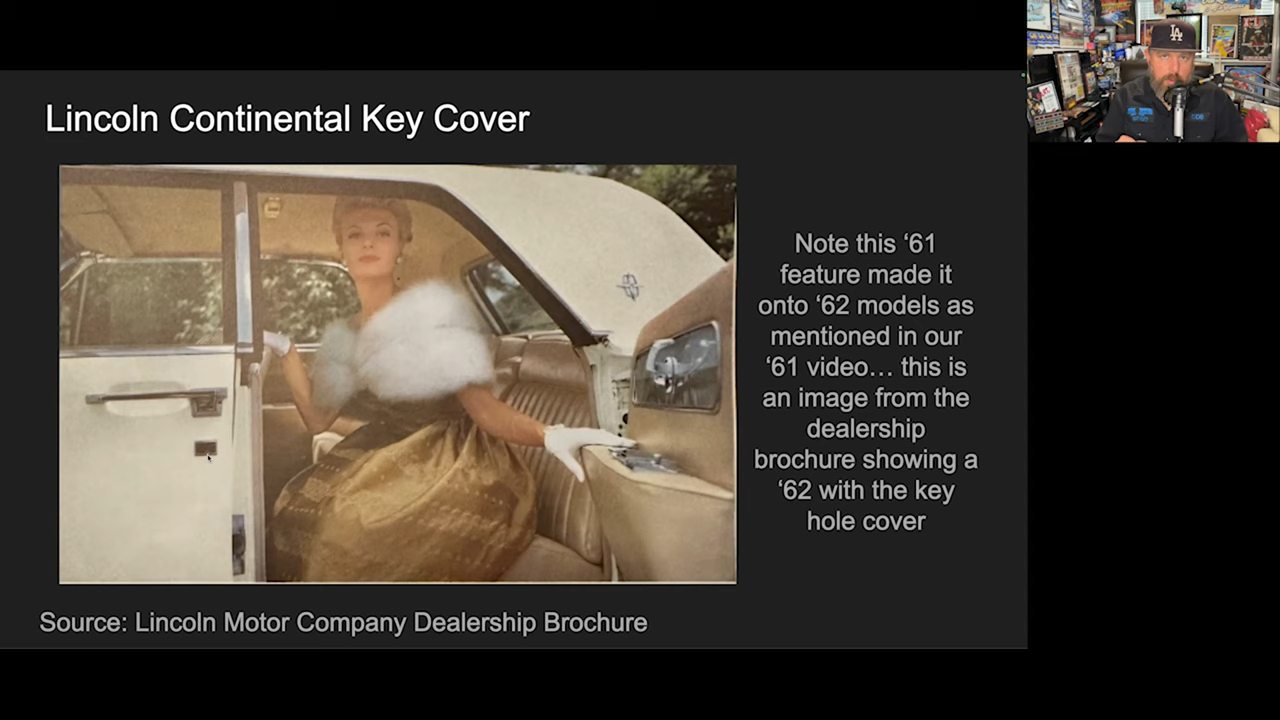 Lincoln Continental Key Cover
Note this ‘61
feature made it
onto ‘62 models as
mentioned in our
‘61 video… this is
an image from the
dealership
brochure showing a
‘62 with the key
hole cover
Source: Lincoln Motor Company Dealership Brochure
LA